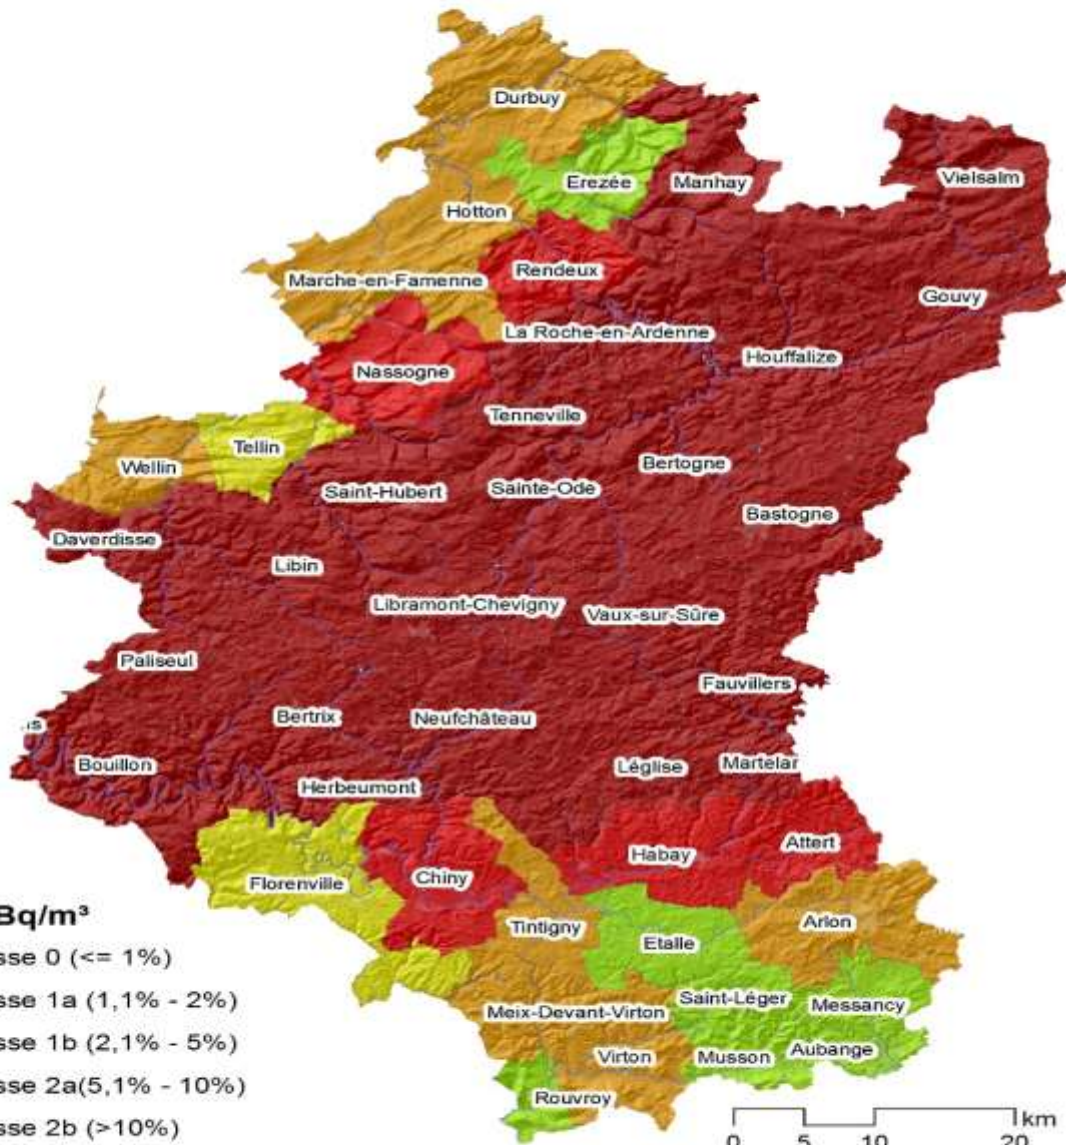 Durbuy
Erezée
Manhay
Vielsalm
Hotton
Rendeux
Marche-en-Famenne
Gouvy
La Roche-en-Ardenne
Houffalize
Nassogne
Tenneville
Tellin
Wellin
Bertogne
Saint-Hubert
Sainte-Ode
Bastogne
Daverdisse
Libin
Libramont-Chevigny
Vaux-sur-Sûre
Paliseul
Fauvillers
Bertrix
Neufchâteau
Bouillon
Léglise
Martelan
Herbeumont
Attert
Habay
Chiny
Florenville
Bq/m³
Arlon
Tintigny
Etalle
sse 0 (<= 1%)
Saint-Léger
Messancy
sse 1a (1,1% - 2%)
Meix-Devant-Virton
sse 1b (2,1% - 5%)
Virton
Musson
Aubange
sse 2a(5,1% - 10%)
Rouvroy
sse 2b (>10%)
km
0 5 10 20